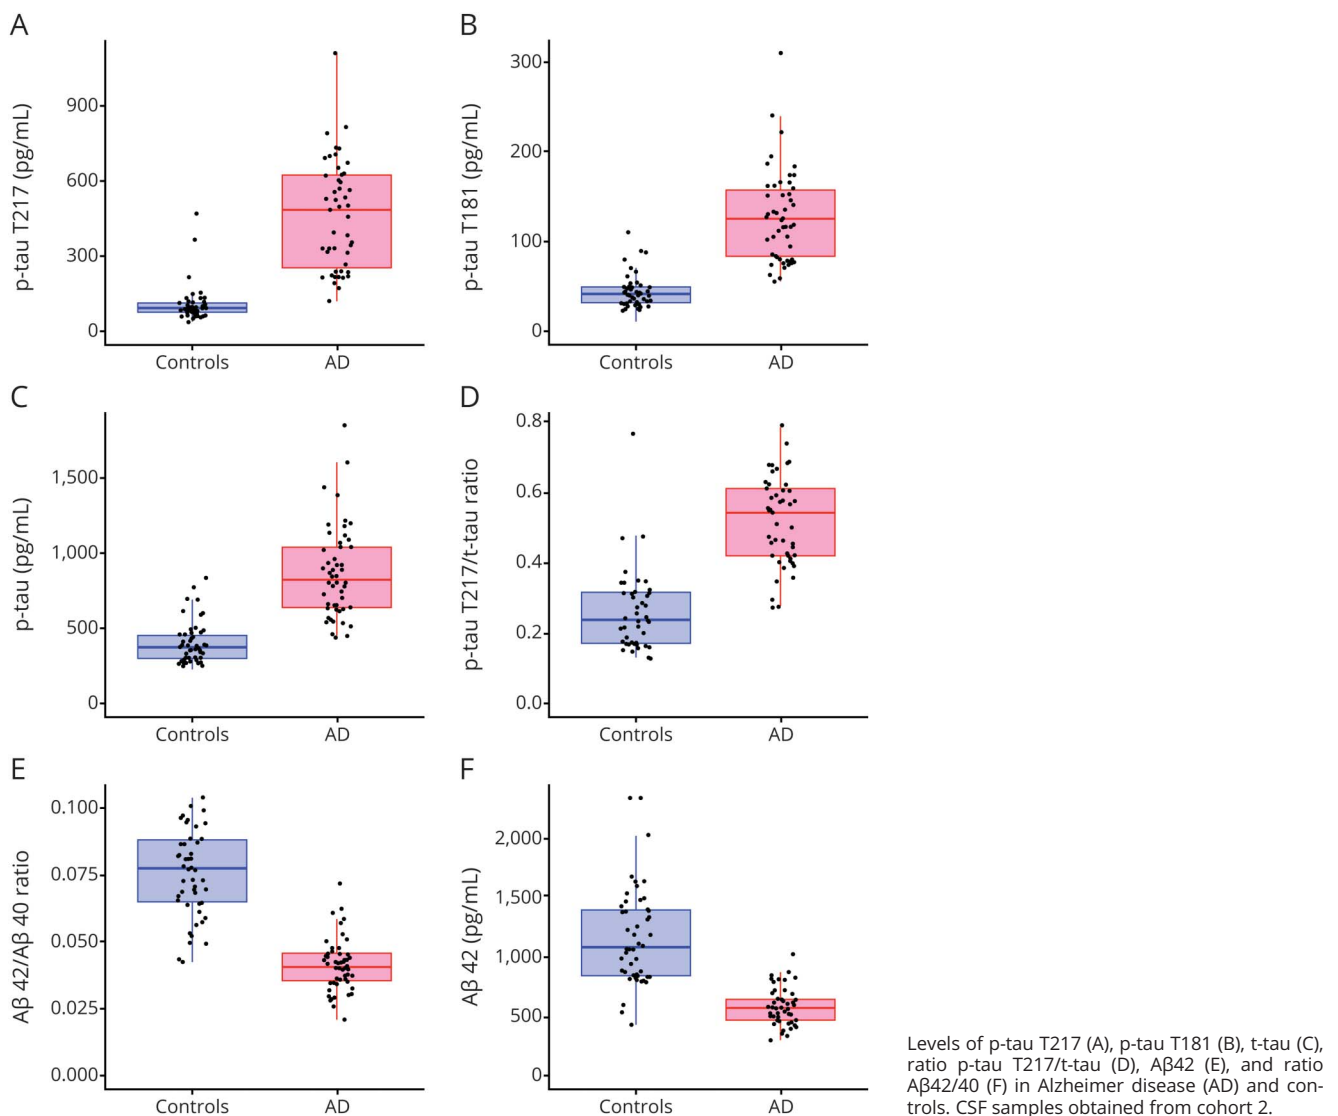 A
p-tau T217 (pg/mL)
900
600
300
0
Controls
AD
B
p-tau T181 (pg/mL)
300
200
100
0
Controls
AD
C
p-tau (pg/mL)
1,500
1,000
500
0
Controls
AD
D
p-tau T217/t-tau ratio
0.8
0.6
0.4
0.2
0.0
Controls
AD
E
Aβ 42/Aβ 40 ratio
0.100
0.075
0.050
0.025
0.000
Controls
AD
F
Aβ 42 (pg/mL)
2,000
1,500
1,000
500
0
Controls
AD
Levels of p-tau T217 (A), p-tau T181 (B), t-tau (C),
ratio p-tau T217/t-tau (D), Aβ42 (E), and ratio
Aβ42/40 (F) in Alzheimer disease (AD) and con-
trols. CSF samples obtained from cohort 2.